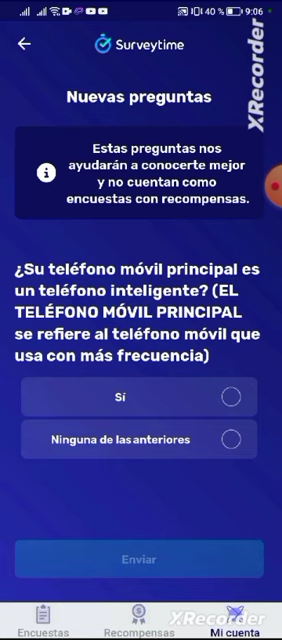 40 % 9:06
Surveytime
XRecorder
Nuevas preguntas
Estas preguntas nos
ayudarán a conocerte mejor
y no cuentan como
encuestas con recompensas.
¿Su teléfono móvil principal es
un teléfono inteligente? (EL
TELÉFONO MÓVIL PRINCIPAL
se refiere al teléfono móvil que
usa con más frecuencia)
Sí
Ninguna de las anteriores
Enviar
XRecorder
Encuestas Recompensas Mi cuenta